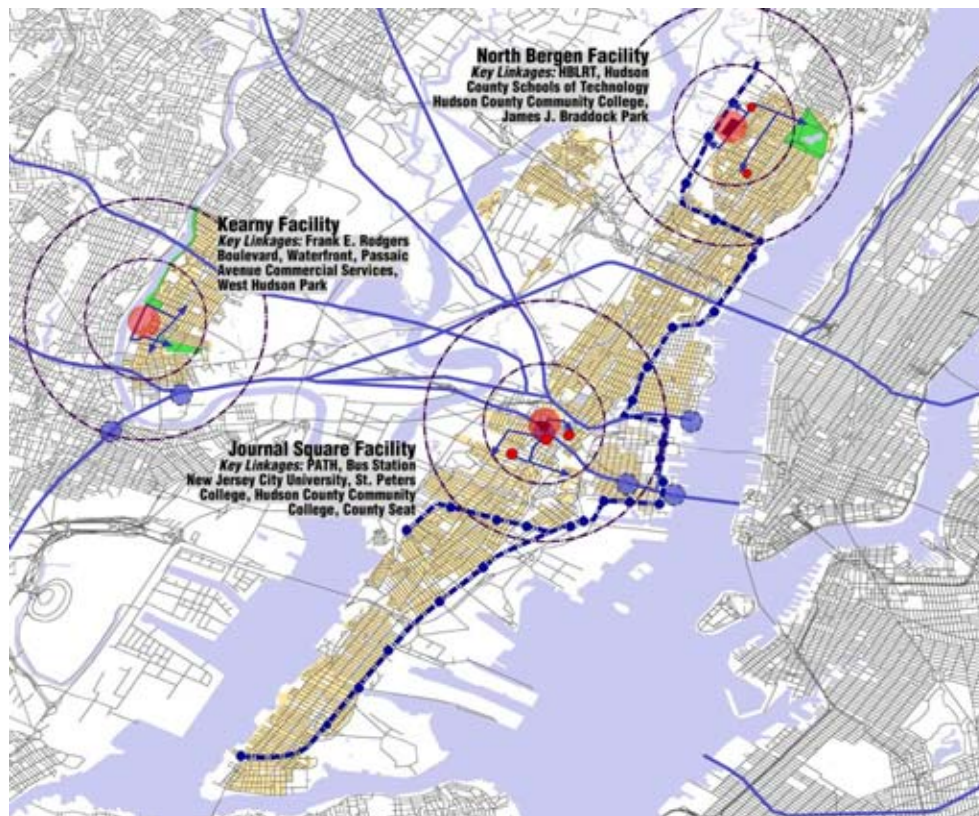 North Bergen Facility
Key Linkages: HBLRT, Hudson
County Schools of Technology
Hudson County Community College,
James J. Braddock Park
Kearny Facility
Key Linkages: Frank E. Rodgers
Boulevard, Waterfront, Passaic
Avenue Commercial Services,
West Hudson Park
Journal Square Facility
Key Linkages: PATH, Bus Station
New Jersey City University, St. Peters
College, Hudson County Community
College, County Seat